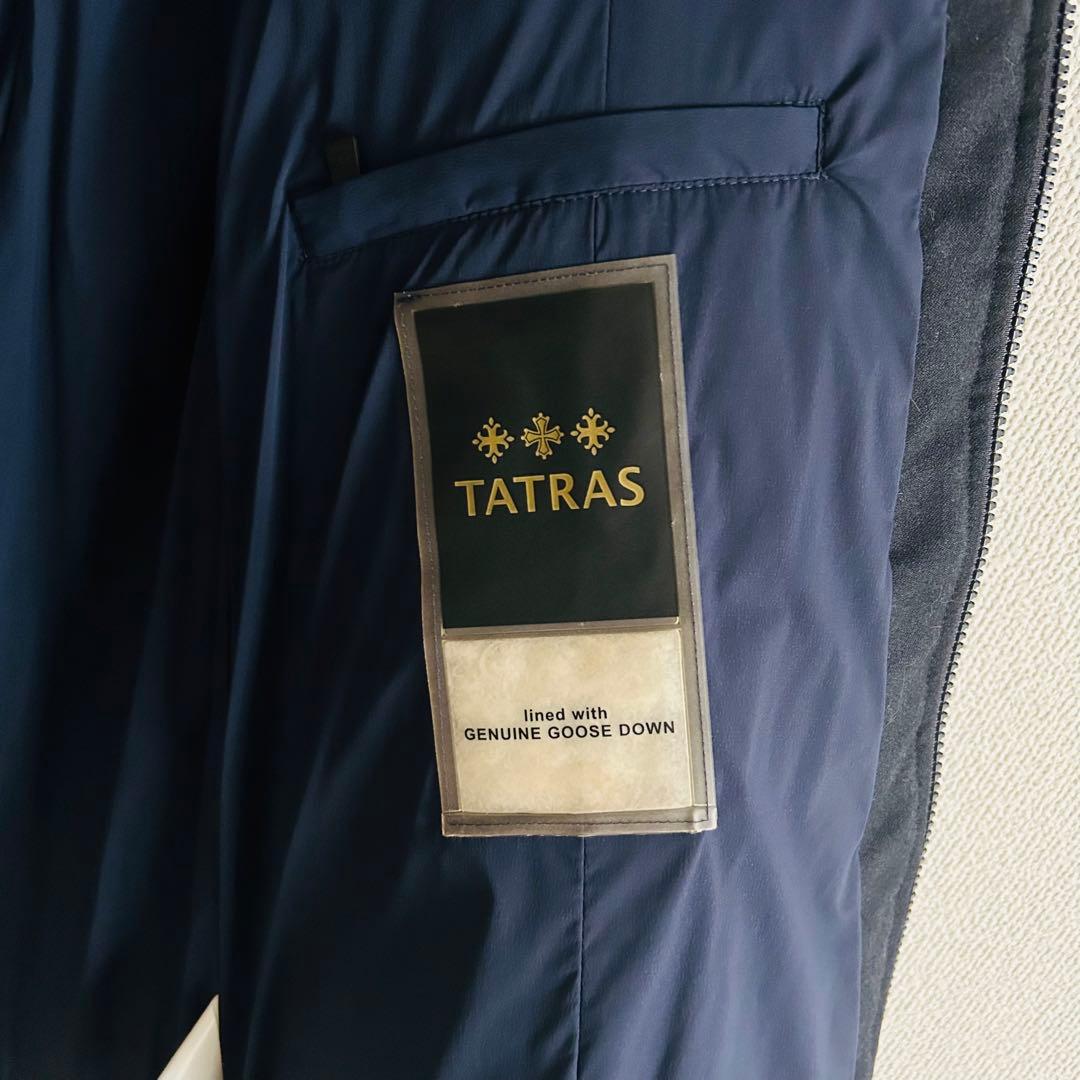 TATRAS
lined with
GENUINE GOOSE DOWN